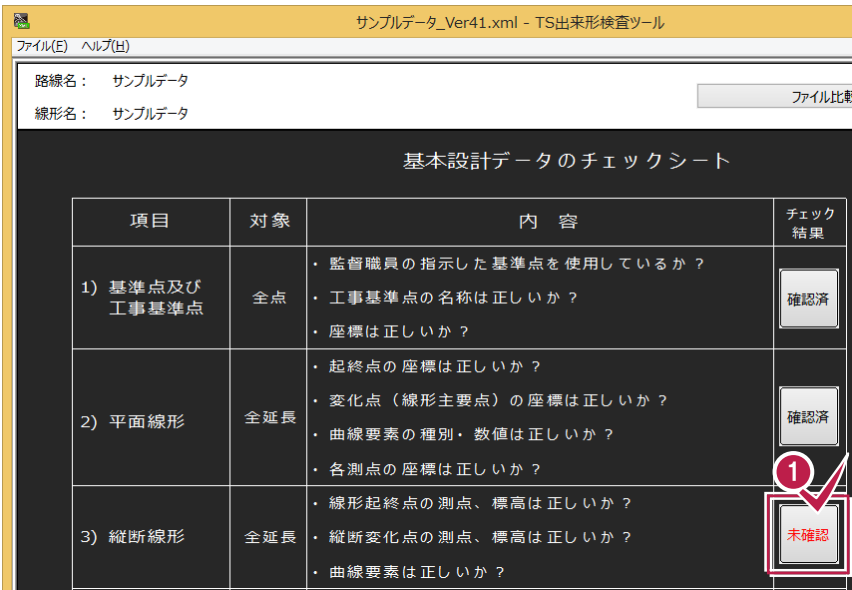 サンプルデータ_Ver41.xml - TS出来形検査ツール
ファイル(F) ヘルプ(H)
路線名： サンプルデータ
ファイル比較
線形名： サンプルデータ
基本設計データのチェックシート
項目 対象 内 容 チェック
結果
1) 基準点及び
工事基準点
全点
・ 監督職員の指示した基準点を使用しているか？
・ 工事基準点の名称は正しいか？
・ 座標は正しいか？
確認済
2) 平面線形
全延長
・ 起終点の座標は正しいか？
・ 変化点（線形主要点）の座標は正しいか？
・ 曲線要素の種別・数値は正しいか？
・ 各測点の座標は正しいか？
確認済
1
3) 縦断線形
全延長
・ 線形起終点の測点、標高は正しいか？
・ 縦断変化点の測点、標高は正しいか？
・ 曲線要素は正しいか？
未確認